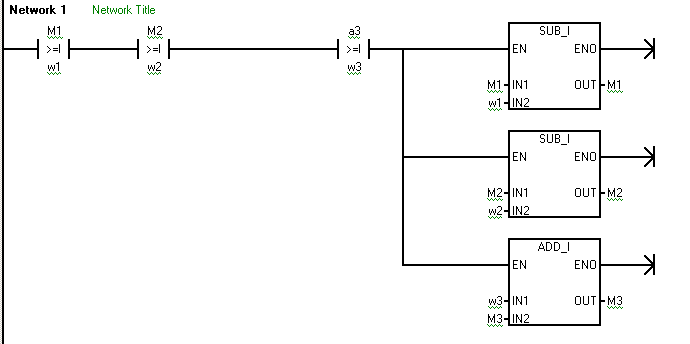 Network 1 Network Title
M1 M2 a3
>=I >=I >=I
w1 w2 w3
SUB_I
EN ENO
M1 IN1 OUT M1
w1 IN2
SUB_I
EN ENO
M2 IN1 OUT M2
w2 IN2
ADD_I
EN ENO
w3 IN1 OUT M3
M3 IN2